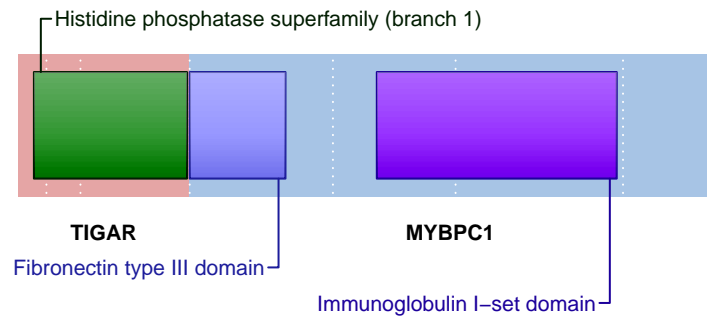 Histidine phosphatase superfamily (branch 1)
TIGAR
MYBPC1
Fibronectin type III domain
Immunoglobulin I−set domain